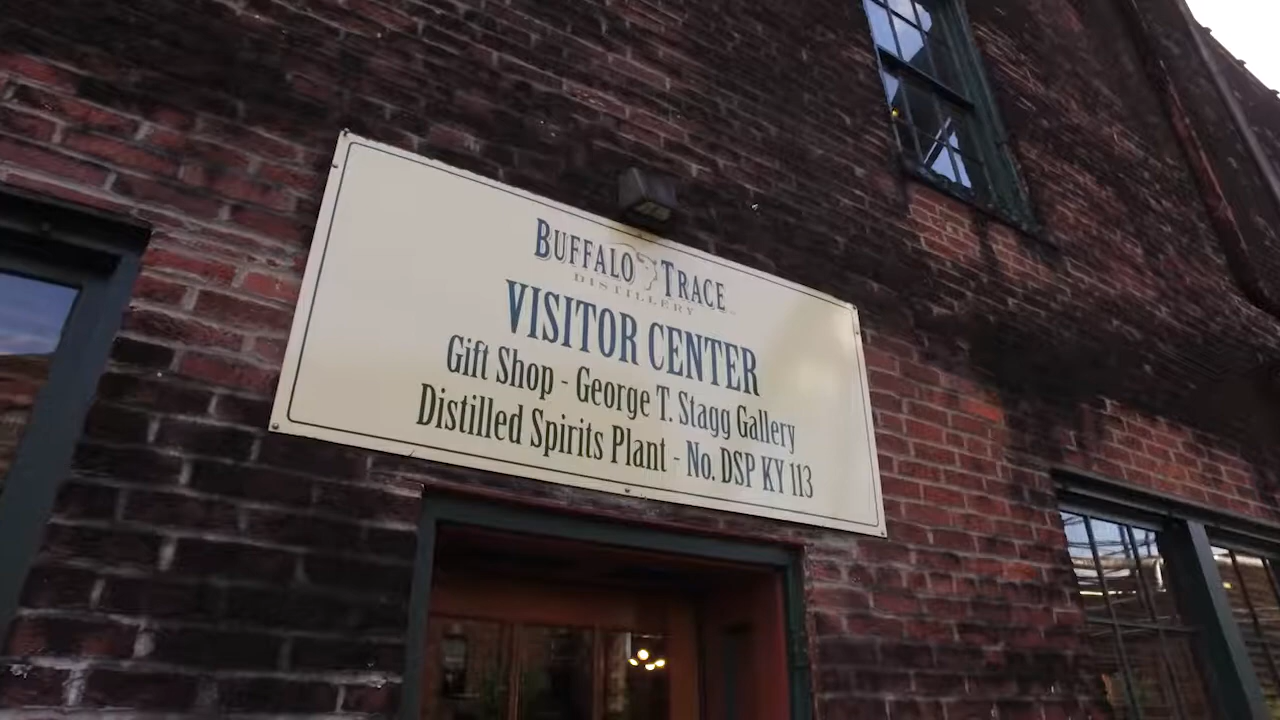 BUFFALO TRACE
DISTILLERY
VISITOR CENTER
Gift Shop - George T. Stagg Gallery
Distilled Spirits Plant - No. DSP KY 113